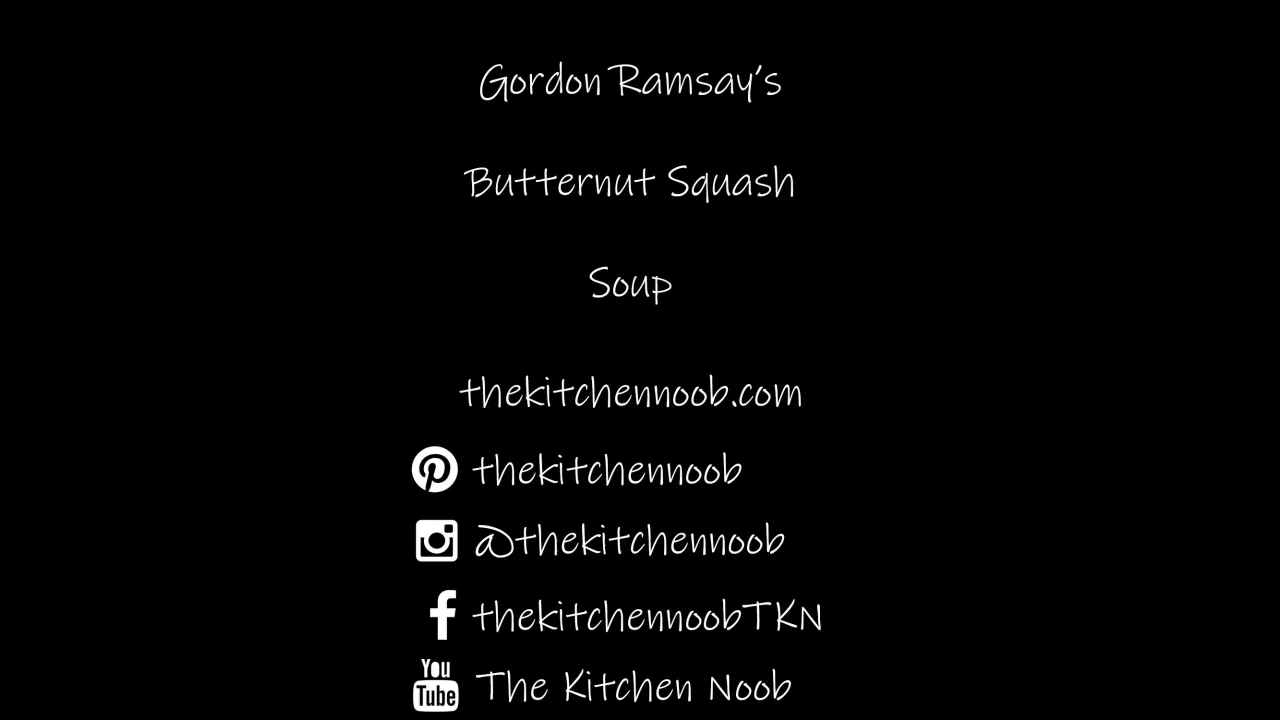 Gordon Ramsay's
Butternut Squash
Soup
thekitchennoob.com
thekitchennoob
@thekitchennoob
thekitchennoobTKN
You Tube The Kitchen Noob